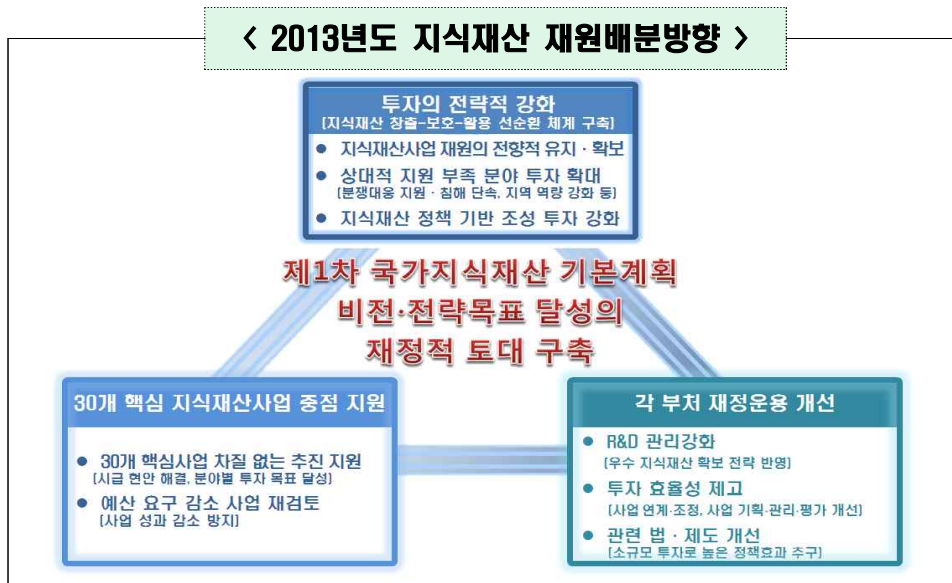 < 2013년도 지식재산 재원배분방향 >
투자의 전략적 강화
(지식재산 창출-보호-활용 선순환 체계 구축)
● 지식재산사업 재원의 전향적 유지 · 확보
● 상대적 지원 부족 분야 투자 확대
(분쟁대응 지원 · 침해 단속, 지역 역량 강화 등)
● 지식재산 정책 기반 조성 투자 강화
제1차 국가지식재산 기본계획
비전·전략목표 달성의
재정적 토대 구축
30개 핵심 지식재산사업 중점 지원
● 30개 핵심사업 차질 없는 추진 지원
(시급 현안 해결, 분야별 투자 목표 달성)
● 예산 요구 감소 사업 재검토
(사업 성과 감소 방지)
각 부처 재정운용 개선
● R&D 관리강화
(우수 지식재산 확보 전략 반영)
● 투자 효율성 제고
(사업 연계·조정, 사업 기획·관리·평가 개선)
● 관련 법 · 제도 개선
(소규모 투자로 높은 정책효과 추구)